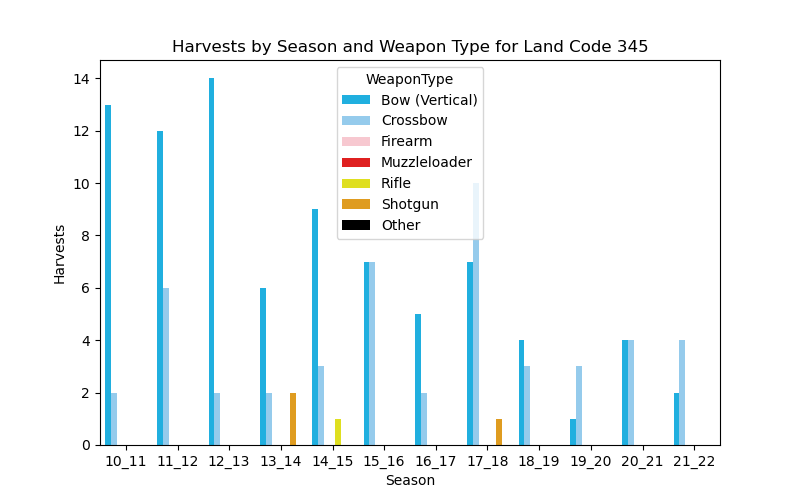 Harvests by Season and Weapon Type for Land Code 345
WeaponType
Bow (Vertical)
Crossbow
Firearm
Muzzleloader
Rifle
Shotgun
Other
14
12
10
8
6
4
2
0
Harvests
10_11 11_12 12_13 13_14 14_15 15_16 16_17 17_18 18_19 19_20 20_21 21_22
Season